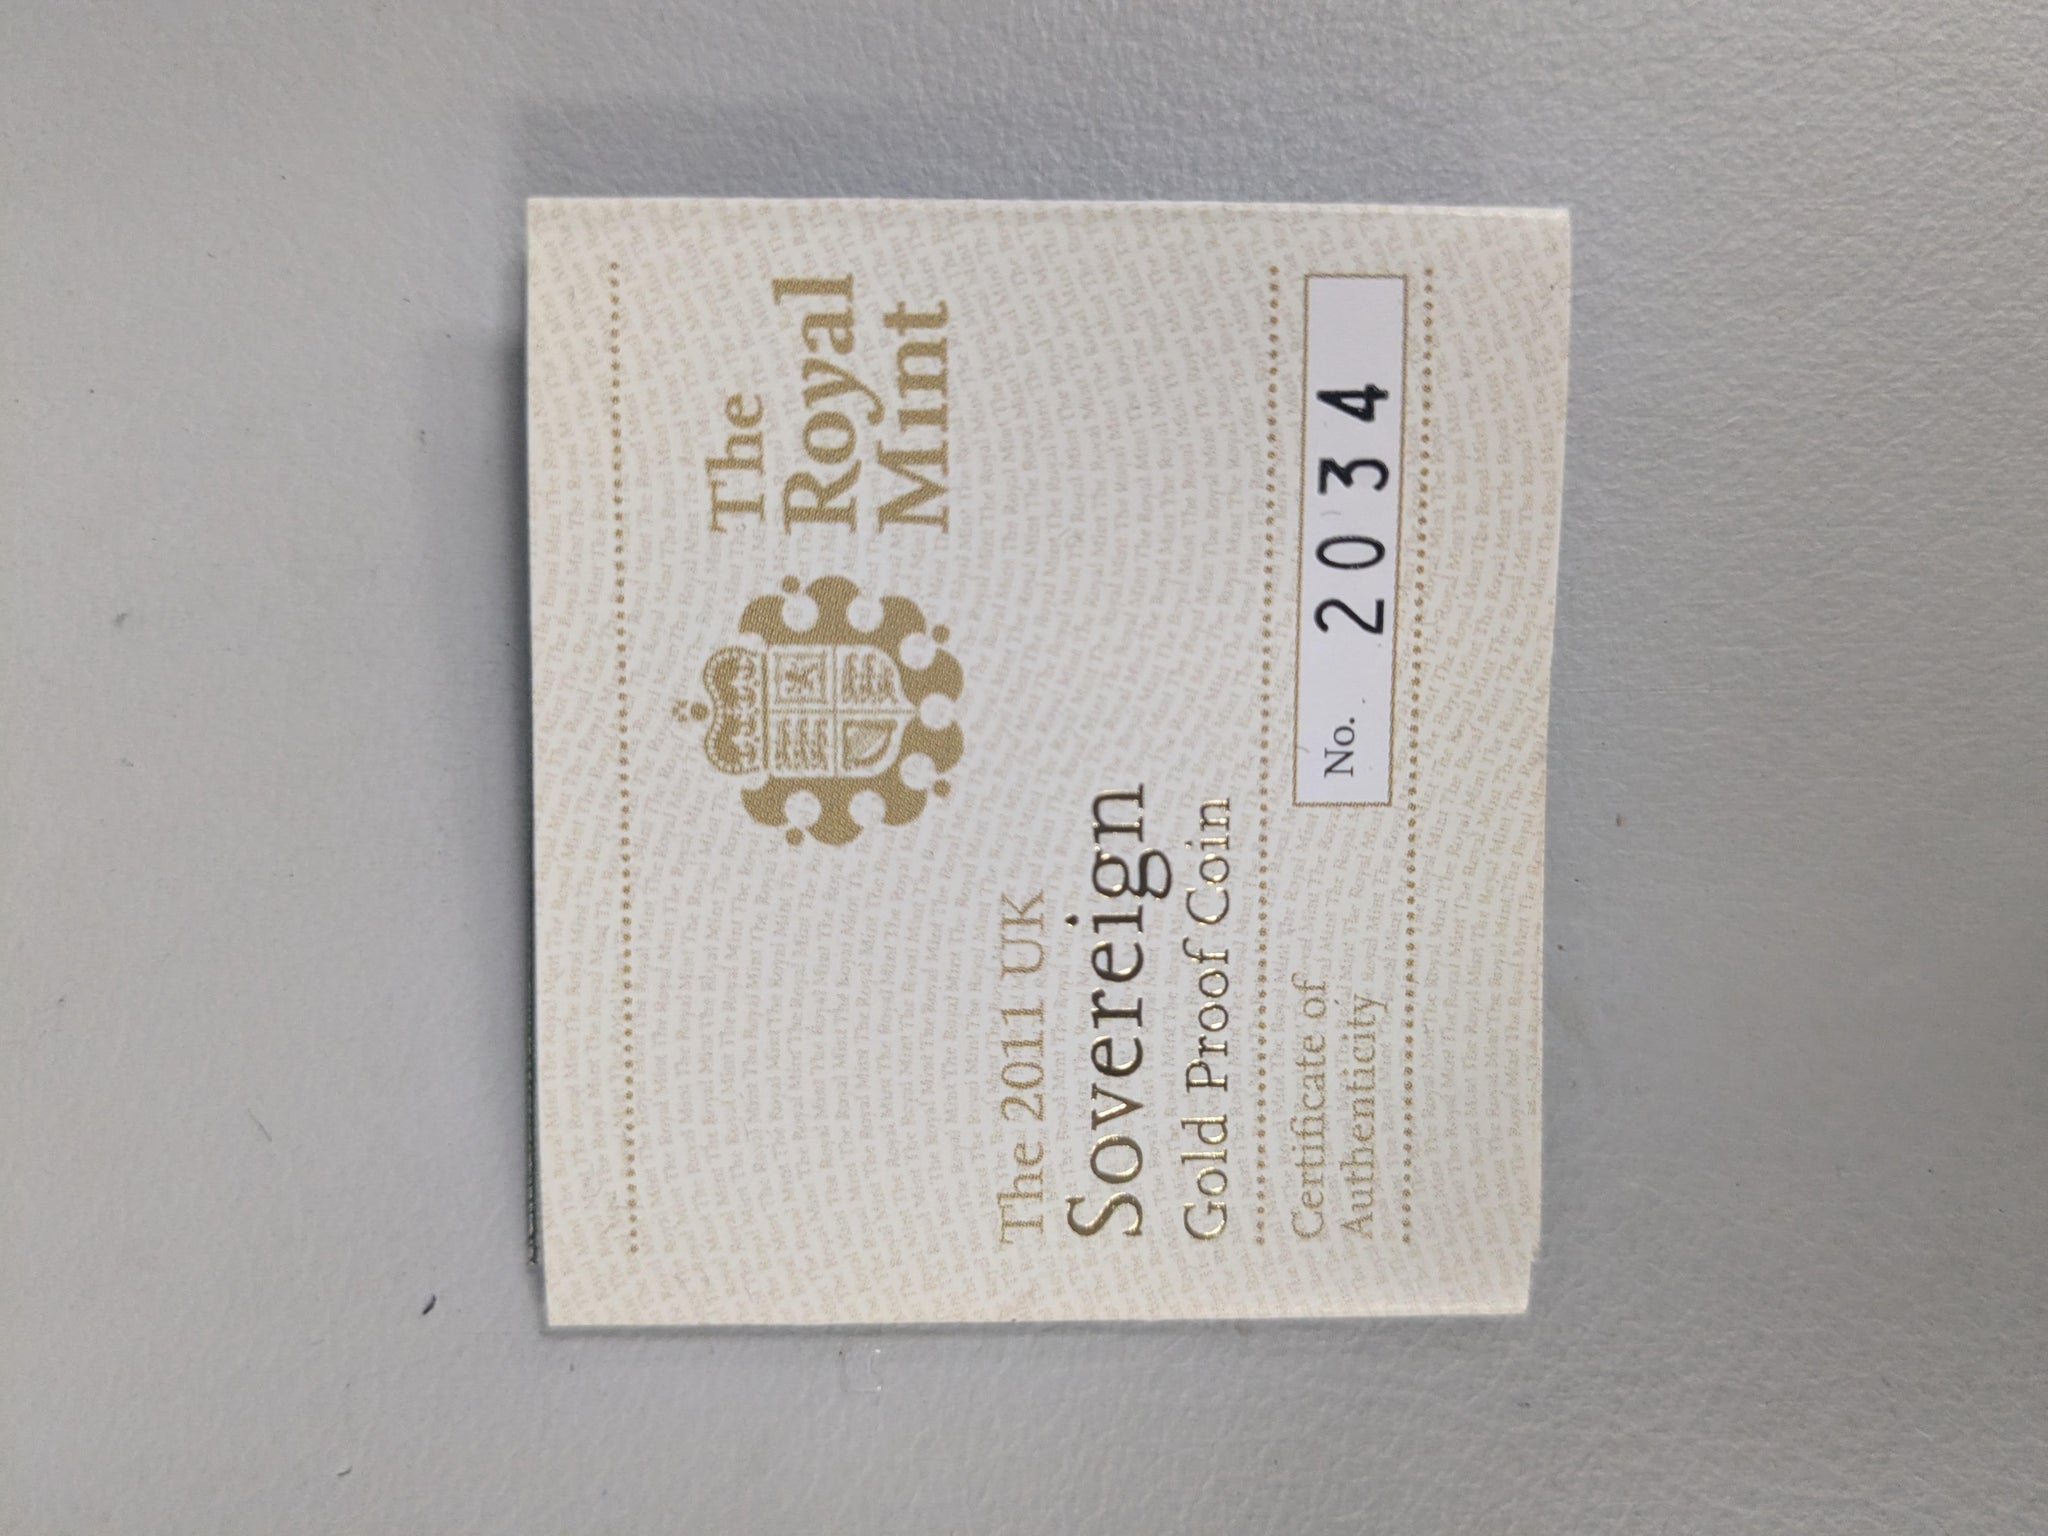 The
Royal
Mint
The 2011 UK
Sovereign
Gold Proof Coin
Certificate of
Authenticity
No. 2034